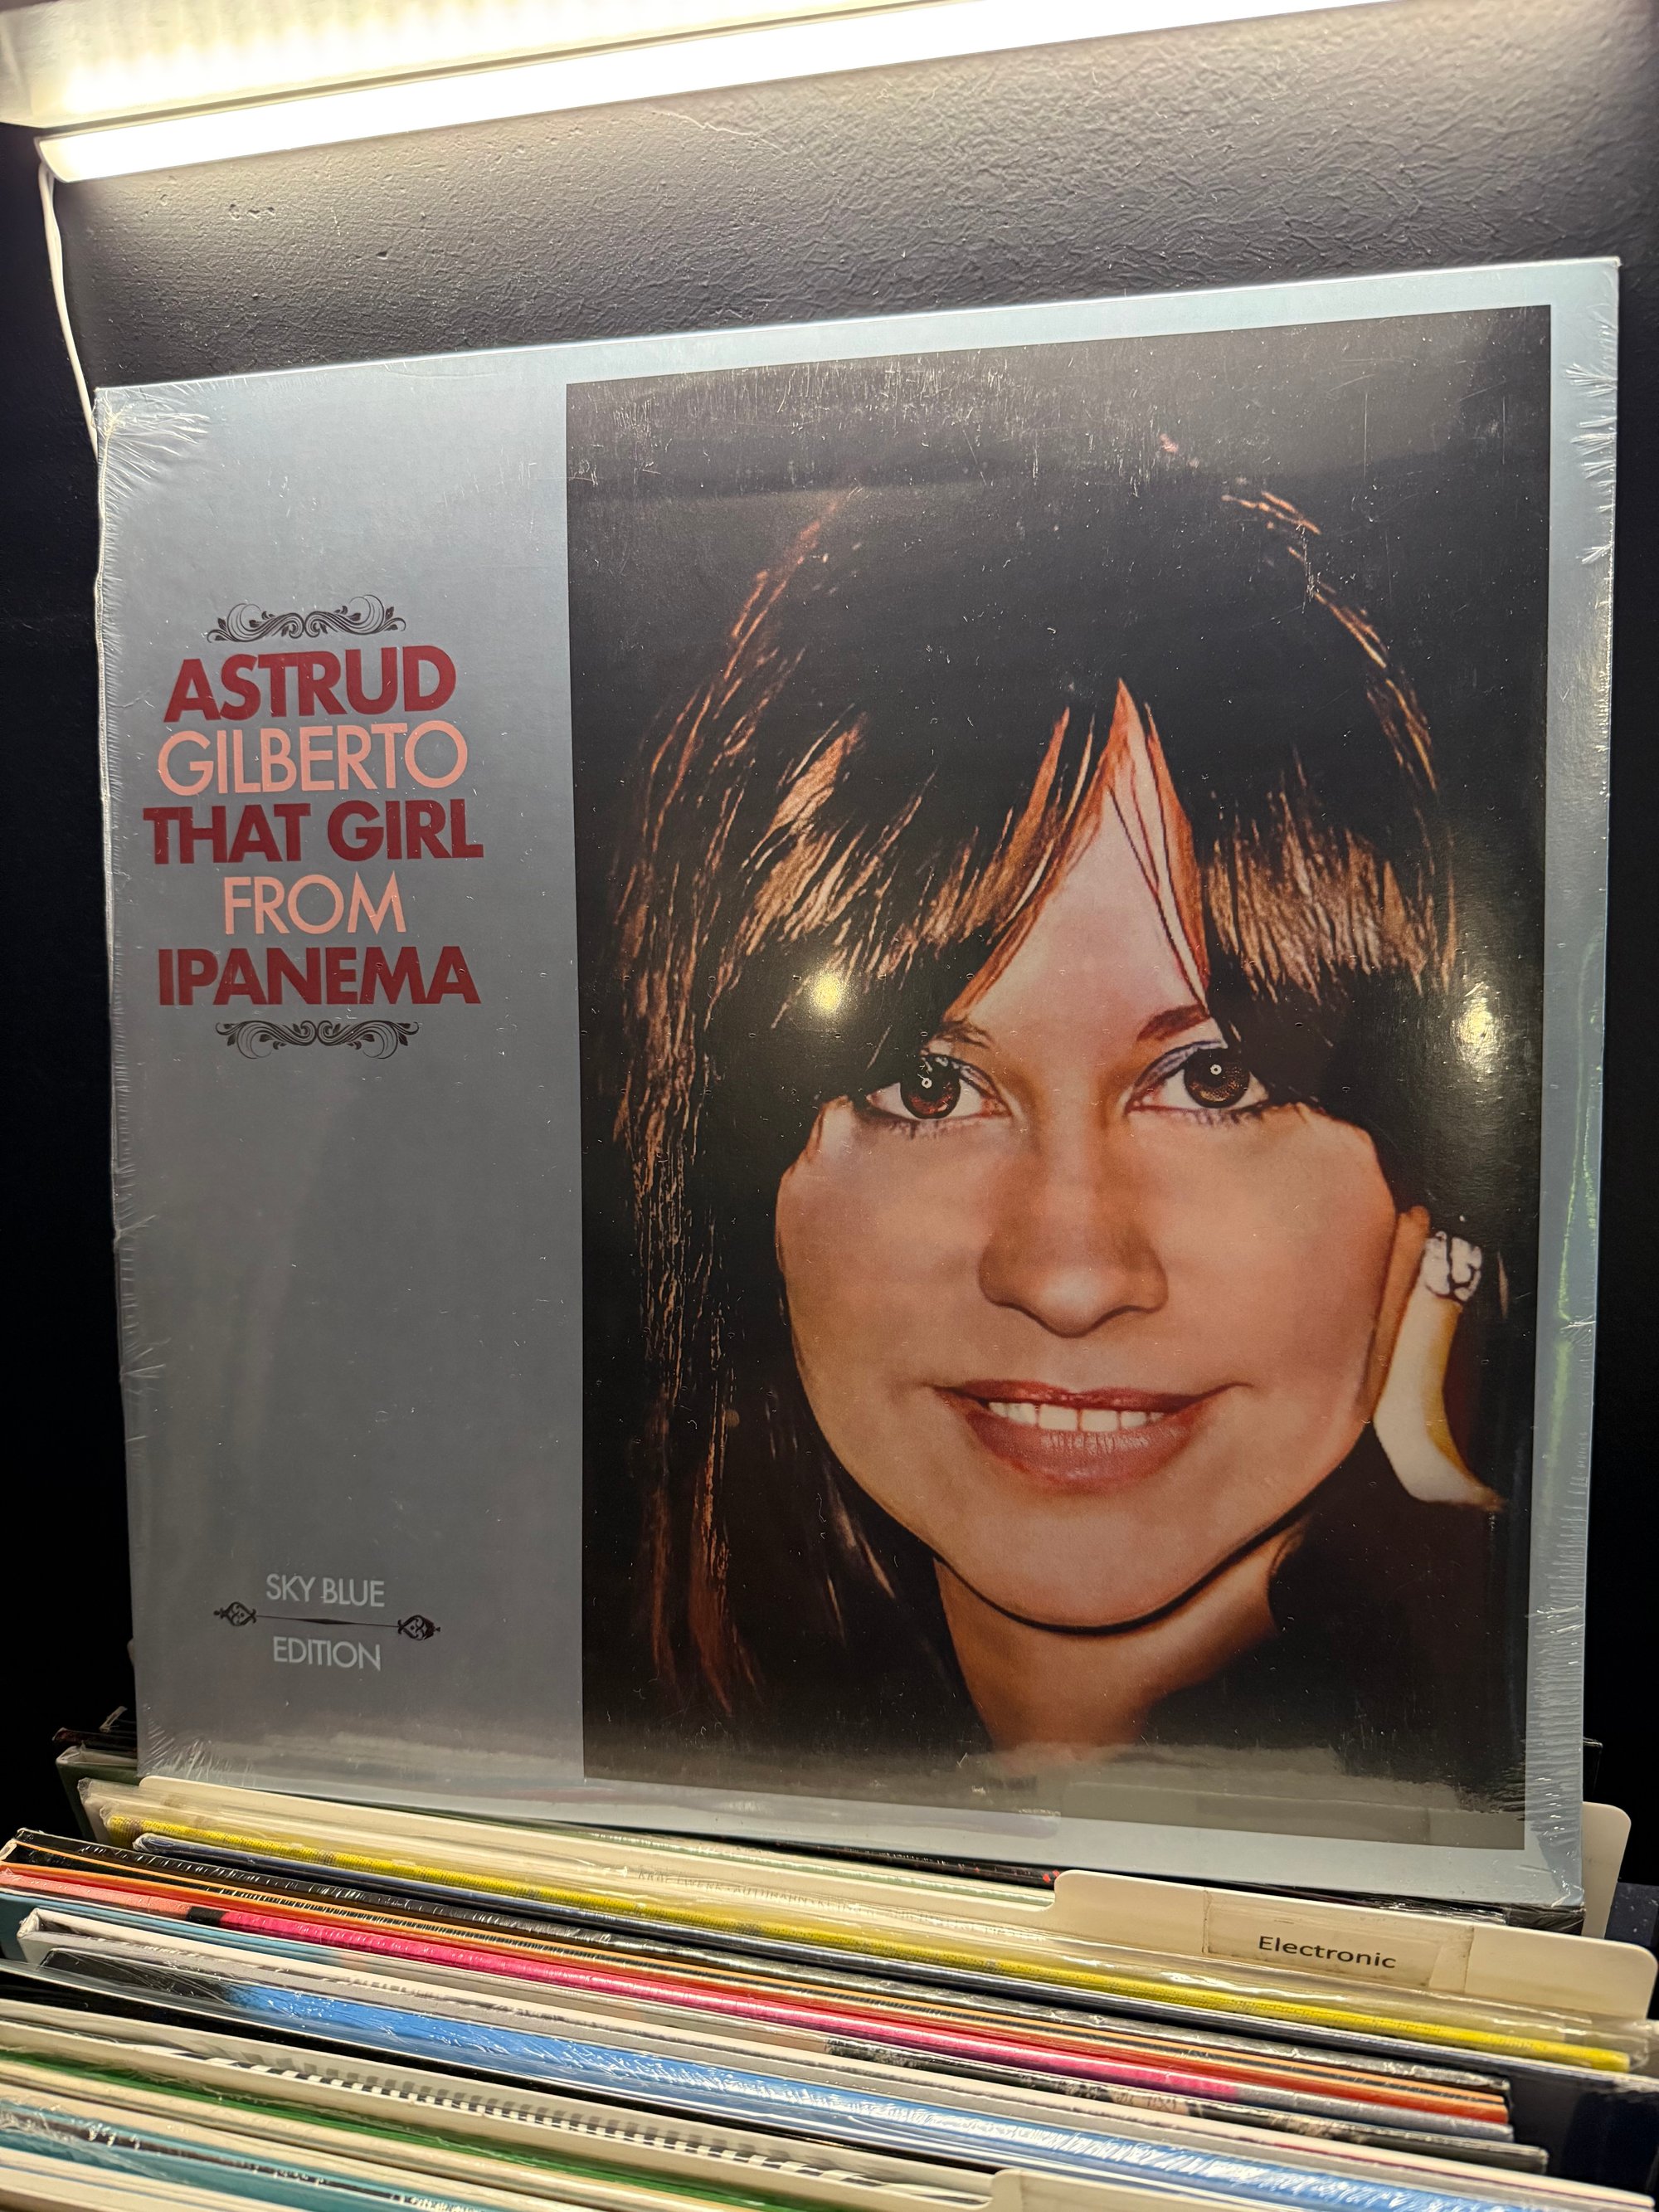 ASTRUD
GILBERTO
THAT GIRL
FROM
IPANEMA
SKY BLUE
EDITION
Electronic